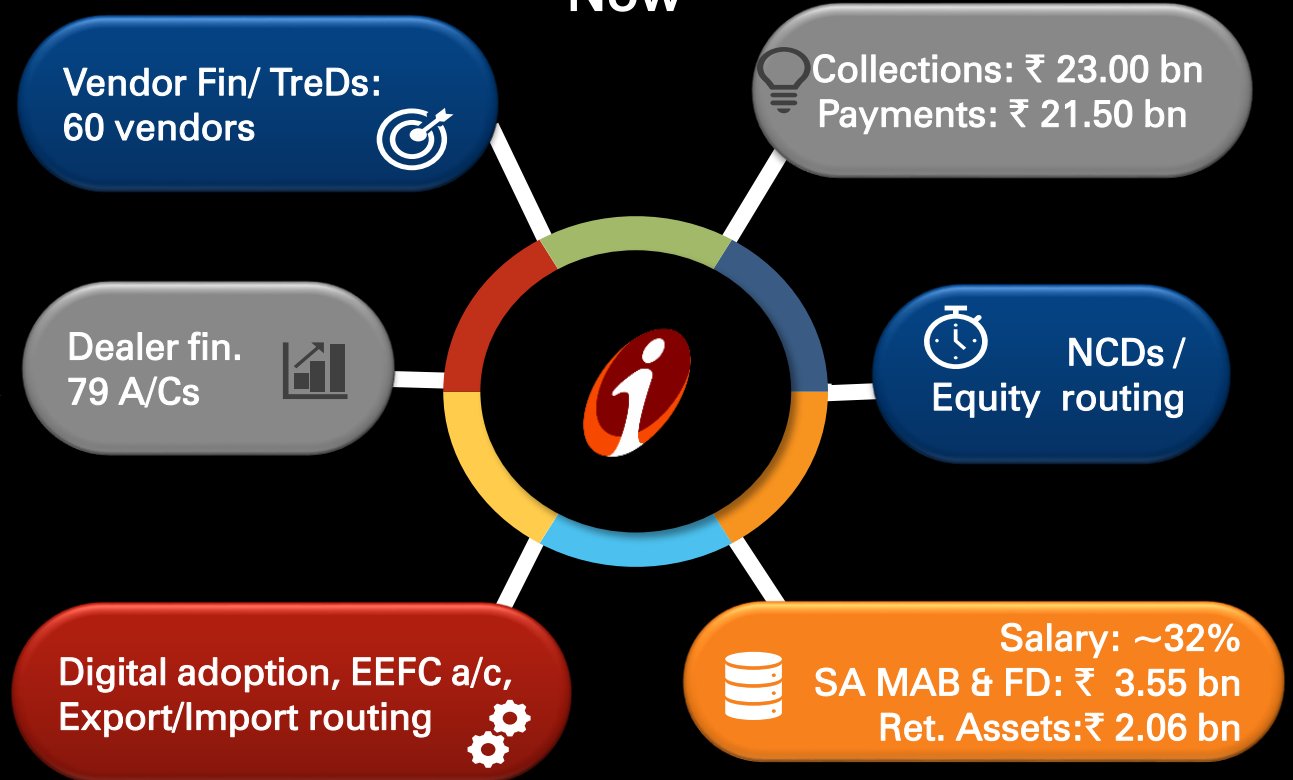 Now
Vendor Fin/ TreDs:
60 vendors
Collections: ₹ 23.00 bn
Payments: ₹ 21.50 bn
Dealer fin.
79 A/Cs
NCDs /
Equity routing
Digital adoption, EEFC a/c,
Export/Import routing
Salary: ~32%
SA MAB & FD: ₹ 3.55 bn
Ret. Assets:₹ 2.06 bn